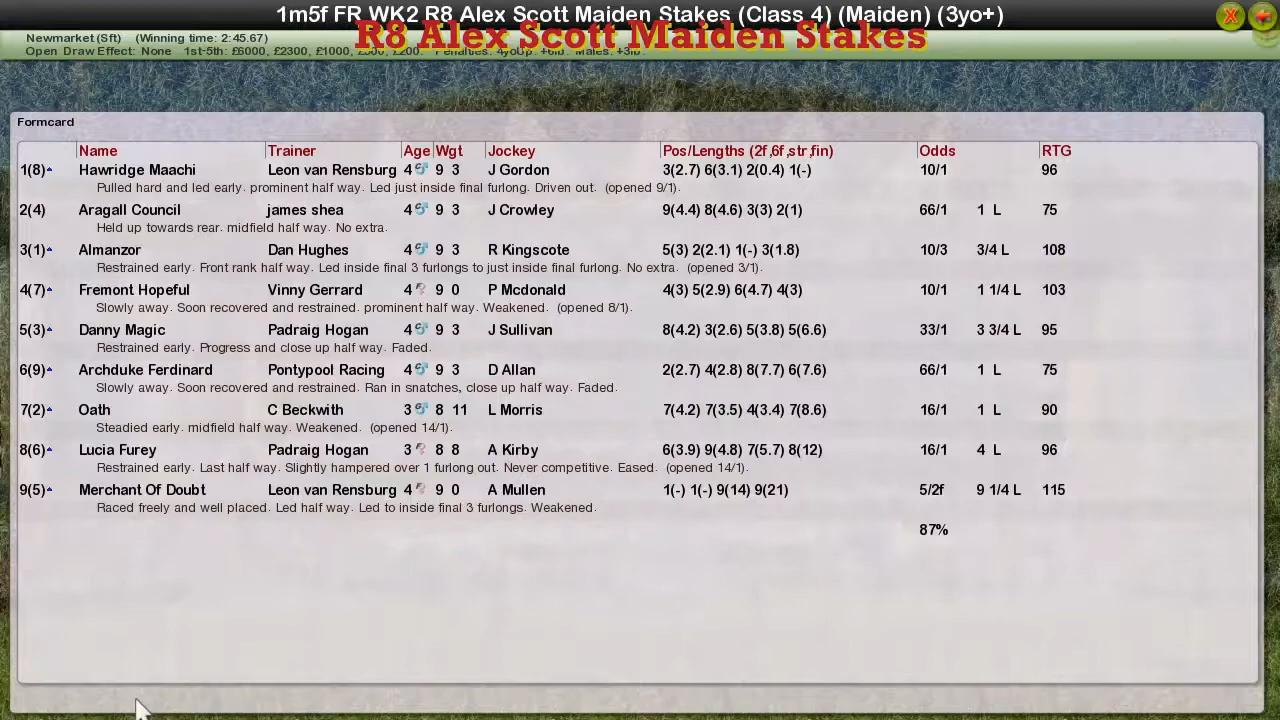 1m5f FR WK2 R8 Alex Scott Maiden Stakes (Class 4) (Maiden) (3yo+)
R8 Alex Scott Maiden Stakes
Newmarket (Sft) (Winning time: 2:45.67)
Open Draw Effect: None 1st-5th: £6000, £2300, £1000, £500, £200. Penalties: 4yoUp: +6lb. Males: +3lb.
Formcard
Name Trainer Age Wgt Jockey Pos/Lengths (2f,6f,str,fin) Odds RTG
1(8) Hawridge Maachi Leon van Rensburg 4 9 3 J Gordon 3(2.7) 6(3.1) 2(0.4) 1(-) 10/1 96
Pulled hard and led early. prominent half way. Led just inside final furlong. Driven out. (opened 9/1).
2(4) Aragall Council james shea 4 9 3 J Crowley 9(4.4) 8(4.6) 3(3) 2(1) 66/1 1 L 75
Held up towards rear. midfield half way. No extra.
3(1) Almanzor Dan Hughes 4 9 3 R Kingscote 5(3) 2(2.1) 1(-) 3(1.8) 10/3 3/4 L 108
Restrained early. Front rank half way. Led inside final 3 furlongs to just inside final furlong. No extra. (opened 3/1).
4(7) Fremont Hopeful Vinny Gerrard 4 9 0 P Mcdonald 4(3) 5(2.9) 6(4.7) 4(3) 10/1 1 1/4 L 103
Slowly away. Soon recovered and restrained. prominent half way. Weakened. (opened 8/1).
5(3) Danny Magic Padraig Hogan 4 9 3 J Sullivan 8(4.2) 3(2.6) 5(3.8) 5(6.6) 33/1 3 3/4 L 95
Restrained early. Progress and close up half way. Faded.
6(9) Archduke Ferdinard Pontypool Racing 4 9 3 D Allan 2(2.7) 4(2.8) 8(7.7) 6(7.6) 66/1 1 L 75
Slowly away. Soon recovered and restrained. Ran in snatches, close up half way. Faded.
7(2) Oath C Beckwith 3 8 11 L Morris 7(4.2) 7(3.5) 4(3.4) 7(8.6) 16/1 1 L 90
Steadied early. midfield half way. Weakened. (opened 14/1).
8(6) Lucia Furey Padraig Hogan 3 8 8 A Kirby 6(3.9) 9(4.8) 7(5.7) 8(12) 16/1 4 L 96
Restrained early. Last half way. Slightly hampered over 1 furlong out. Never competitive. Eased. (opened 14/1).
9(5) Merchant Of Doubt Leon van Rensburg 4 9 0 A Mullen 1(-) 1(-) 9(14) 9(21) 5/2f 9 1/4 L 115
Raced freely and well placed. Led half way. Led to inside final 3 furlongs. Weakened.
87%